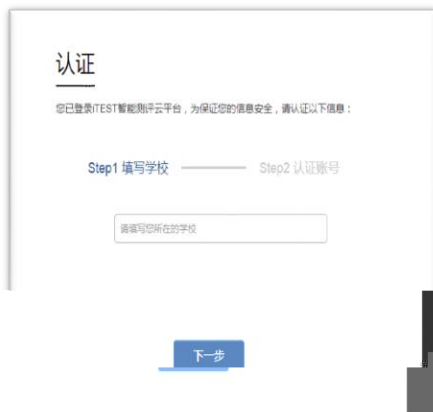 认证
您已登录iTEST智能测评云平台，为保证您的信息安全，请认证以下信息：
Step1 填写学校 Step2 认证账号
请填写您所在的学校
下一步